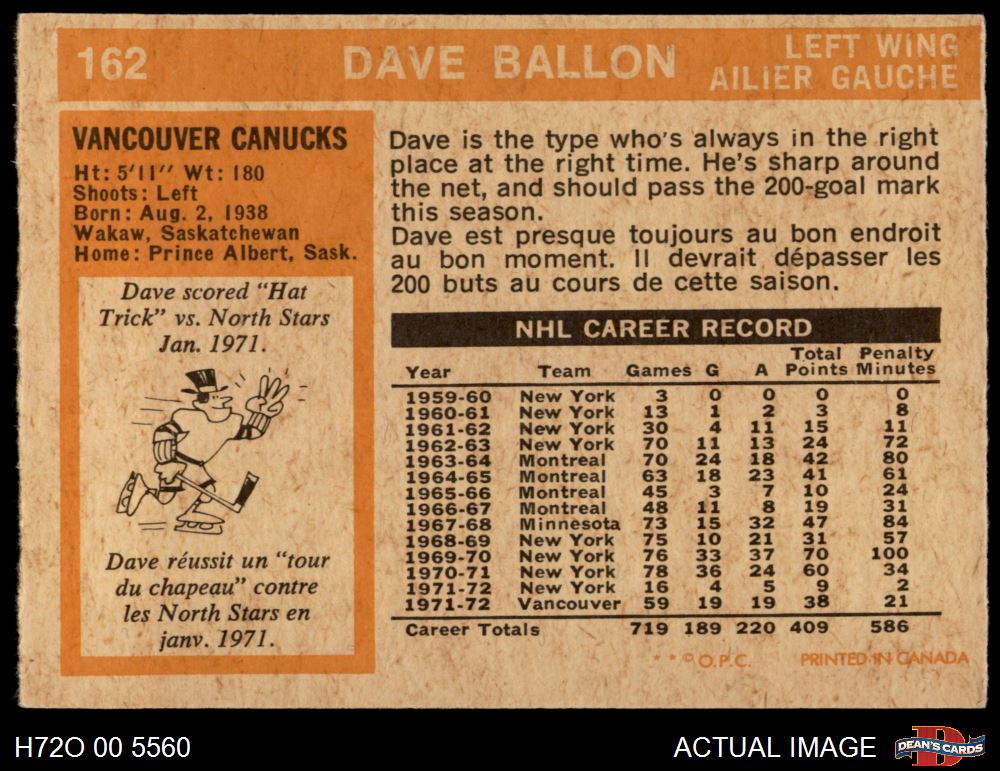 162 DAVE BALLON LEFT WING
AILIER GAUCHE
VANCOUVER CANUCKS
Ht: 5'11" Wt: 180
Shoots: Left
Born: Aug. 2, 1938
Wakaw, Saskatchewan
Home: Prince Albert, Sask.
Dave scored "Hat
Trick" vs. North Stars
Jan. 1971.
Dave réussit un "tour
du chapeau" contre
les North Stars en
janv. 1971.
Dave is the type who's always in the right
place at the right time. He's sharp around
the net, and should pass the 200-goal mark
this season.
Dave est presque toujours au bon endroit
au bon moment. Il devrait dépasser les
200 buts au cours de cette saison.
NHL CAREER RECORD
Year Team Games G A Total Points Penalty Minutes
1959-60 New York 3 0 0 0 0
1960-61 New York 13 1 2 3 8
1961-62 New York 30 4 11 15 11
1962-63 New York 70 11 13 24 72
1963-64 Montreal 70 24 18 42 80
1964-65 Montreal 63 18 23 41 61
1965-66 Montreal 45 3 7 10 24
1966-67 Montreal 48 11 8 19 31
1967-68 Minnesota 73 15 32 47 84
1968-69 New York 75 10 21 31 57
1969-70 New York 76 33 37 70 100
1970-71 New York 78 36 24 60 34
1971-72 New York 16 4 5 9 2
1971-72 Vancouver 59 19 19 38 21
Career Totals 719 189 220 409 586
* * © O.P.C. PRINTED IN CANADA
H72O 00 5560 ACTUAL IMAGE DEAN'S CARDS